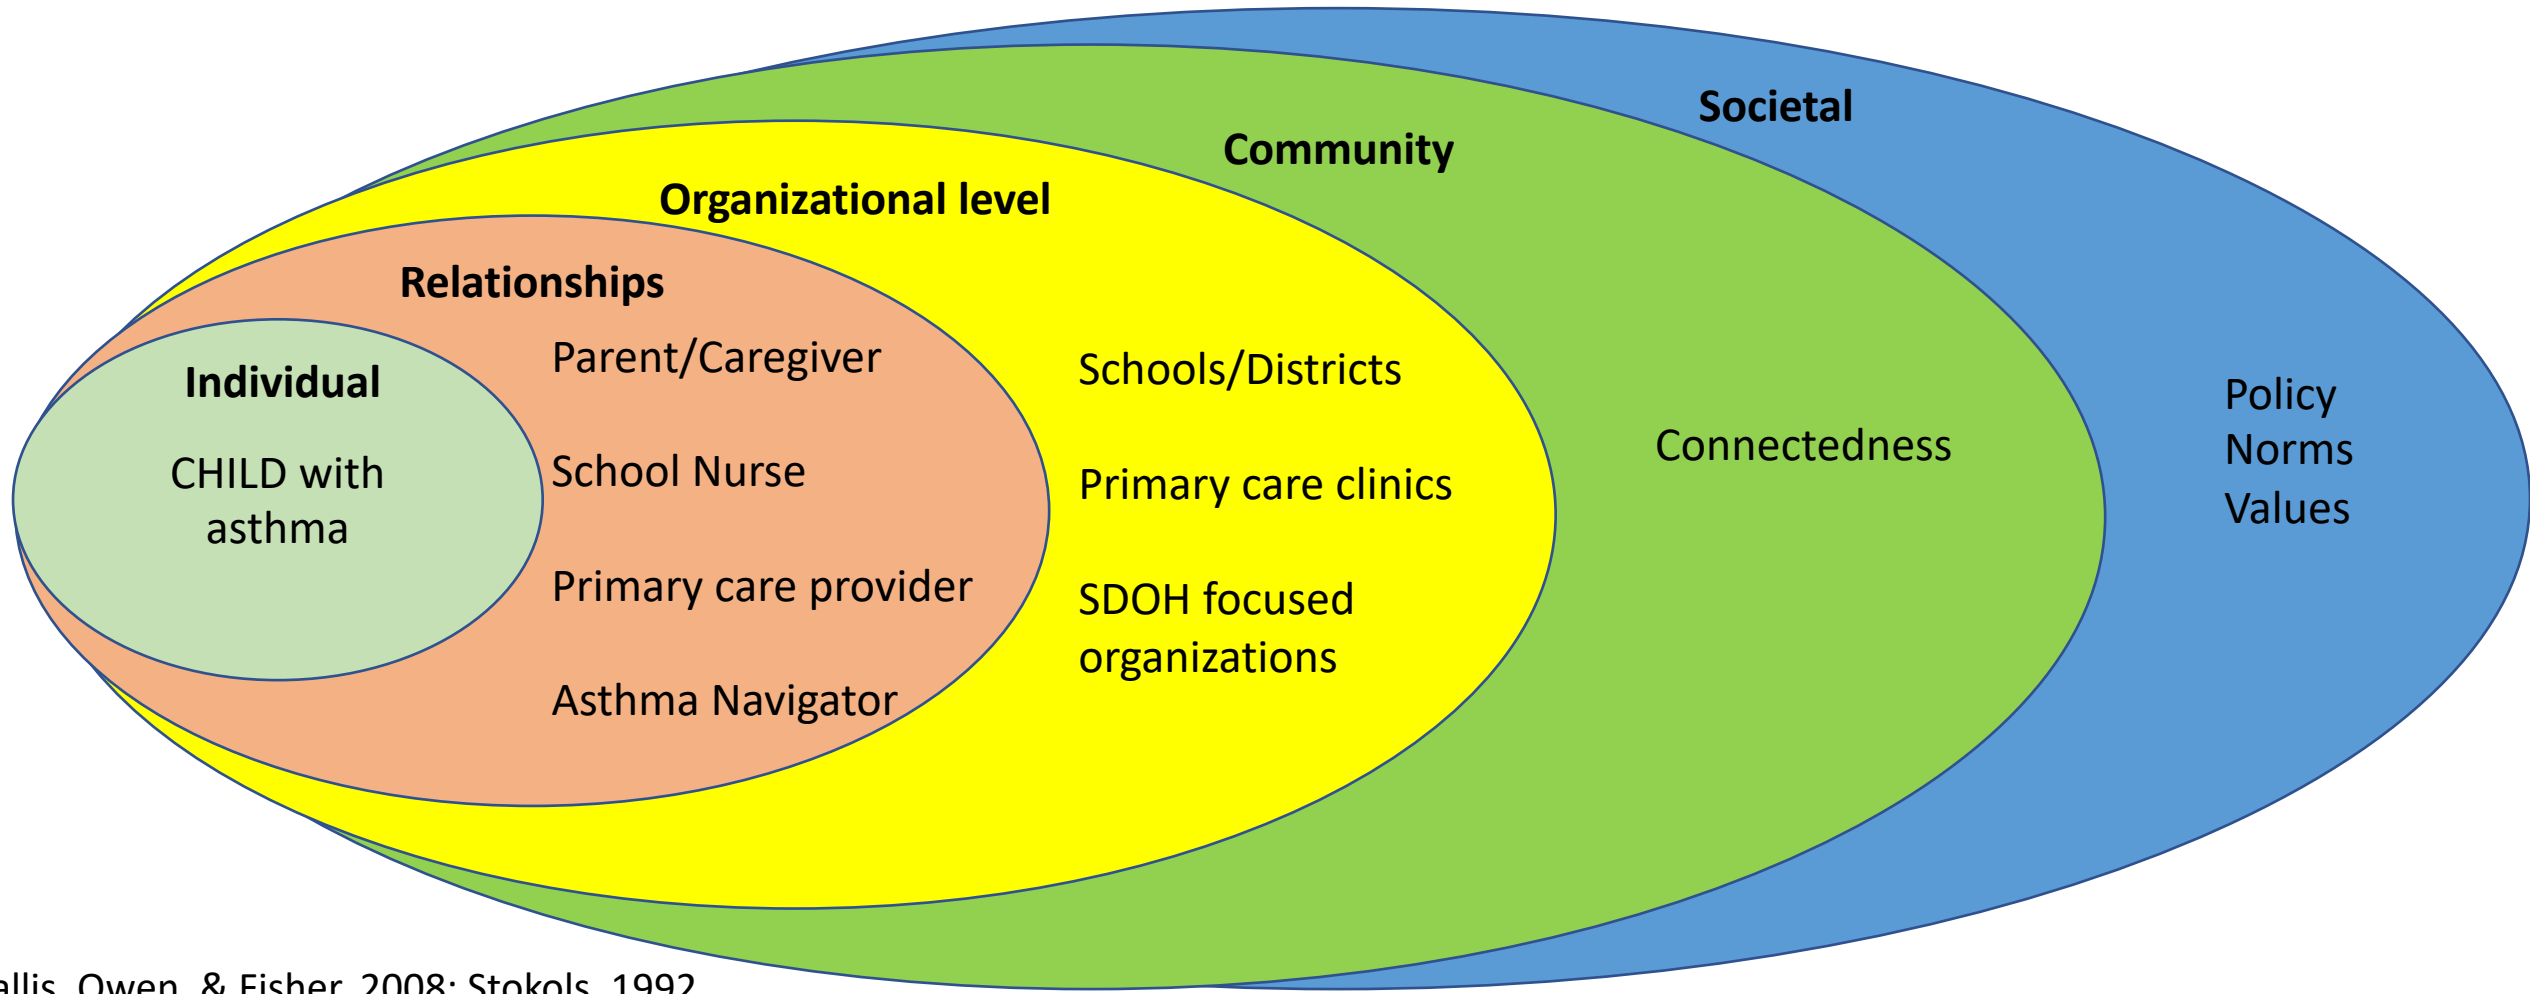 Societal
Community
Organizational level
Relationships
Individual
CHILD with
asthma
Parent/Caregiver
School Nurse
Primary care provider
Asthma Navigator
Schools/Districts
Primary care clinics
SDOH focused
organizations
Connectedness
Policy
Norms
Values
allis, Owen, & Fisher, 2008; Stokols, 1992